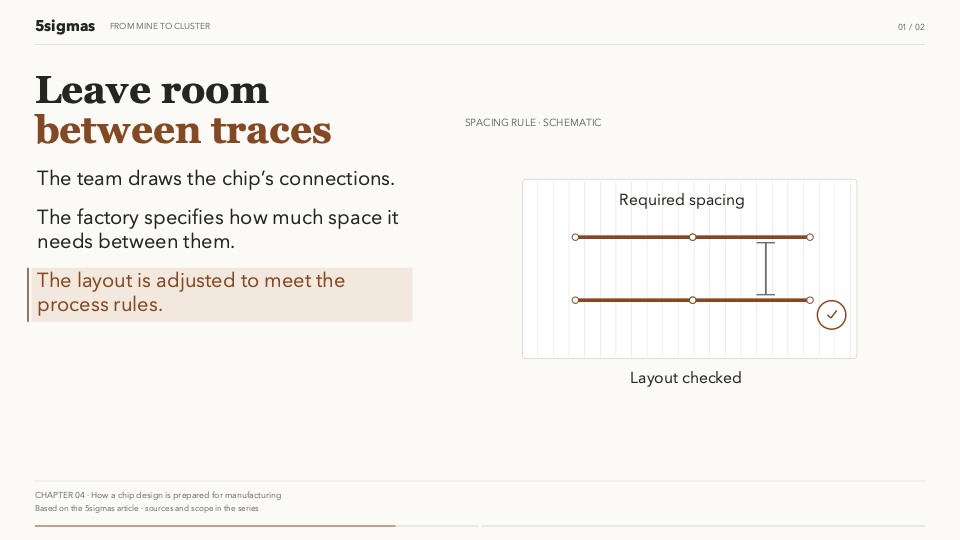 5sigmas
FROM MINE TO CLUSTER
01 / 02
Leave room
between traces
SPACING RULE · SCHEMATIC
The team draws the chip’s connections.
The factory specifies how much space it
needs between them.
The layout is adjusted to meet the
process rules.
Required spacing
Layout checked
CHAPTER 04 · How a chip design is prepared for manufacturing
Based on the 5sigmas article · sources and scope in the series